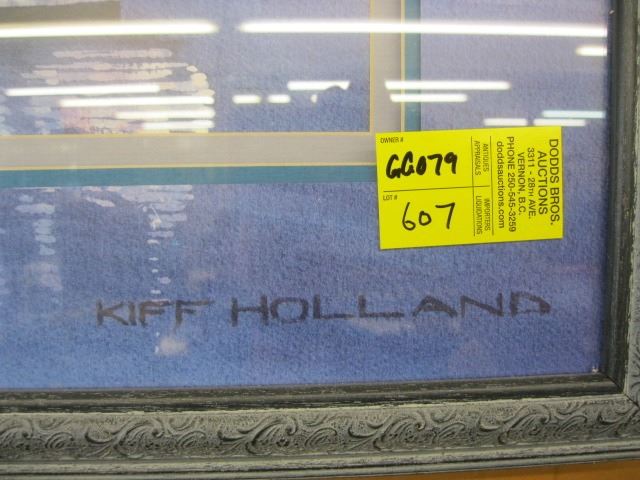 OWNER #
GG079
LOT #
607
ANTIQUES
APPRAISALS
IMPORTERS
LIQUIDATIONS
DODDS BROS.
AUCTIONS
3311 - 28TH AVE.
VERNON, B.C.
PHONE 250-545-3259
doddsauctions.com
KIFF HOLLAND